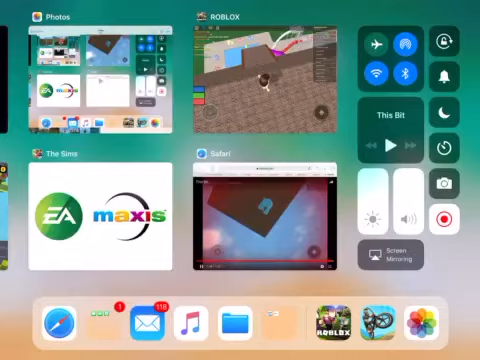 Photos
ROBLOX
This Bit
The Sims
Safari
EA
maxis
Screen
Mirroring
1
118
ROBLOX